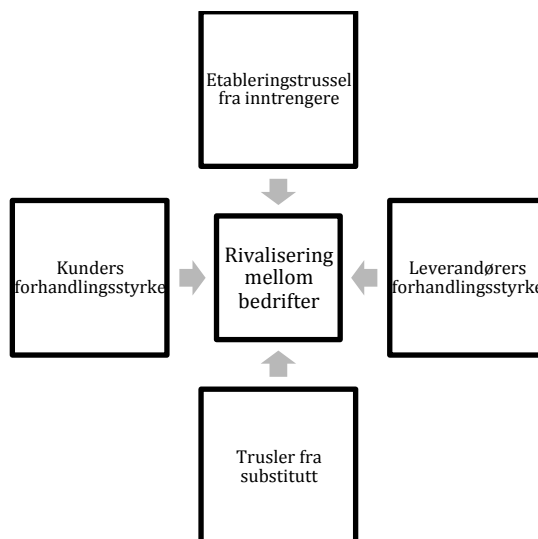 Etableringstrussel
fra inntrengere
Kunders
forhandlingsstyrke
Rivalisering
mellom
bedrifter
Leverandørers
forhandlingsstyrke
Trusler fra
substitutt